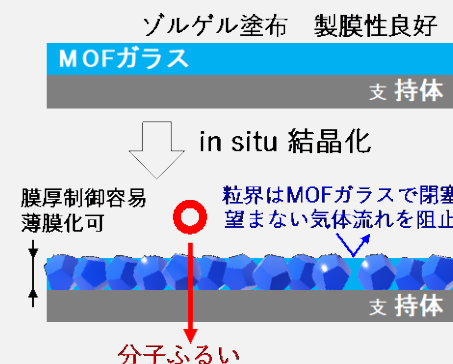 ゾルゲル塗布 製膜性良好
MOFガラス
支持体
in situ 結晶化
膜厚制御容易
薄膜化可
粒界はMOFガラスで閉塞
望まない気体流れを阻止
支持体
分子ふるい